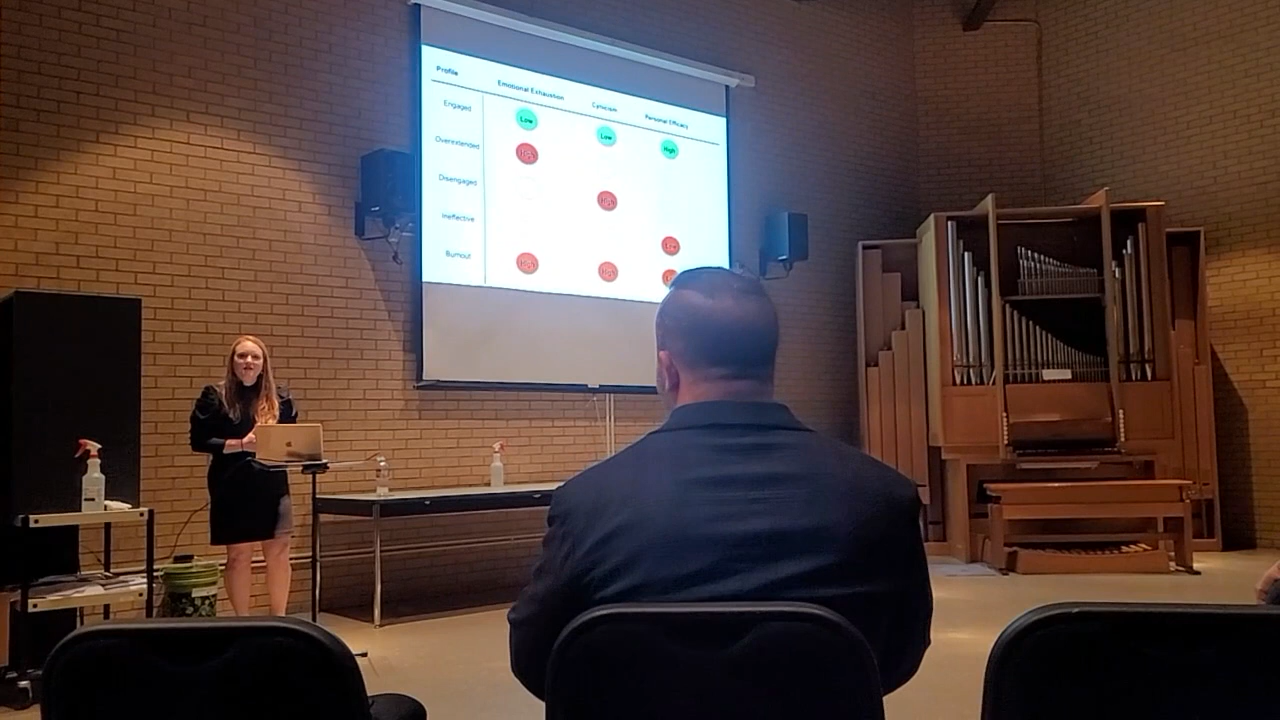 Profile Emotional Exhaustion Cynicism Personal Efficacy
Engaged Low Low High
Overextended High
Disengaged High
Ineffective Low
Burnout High High